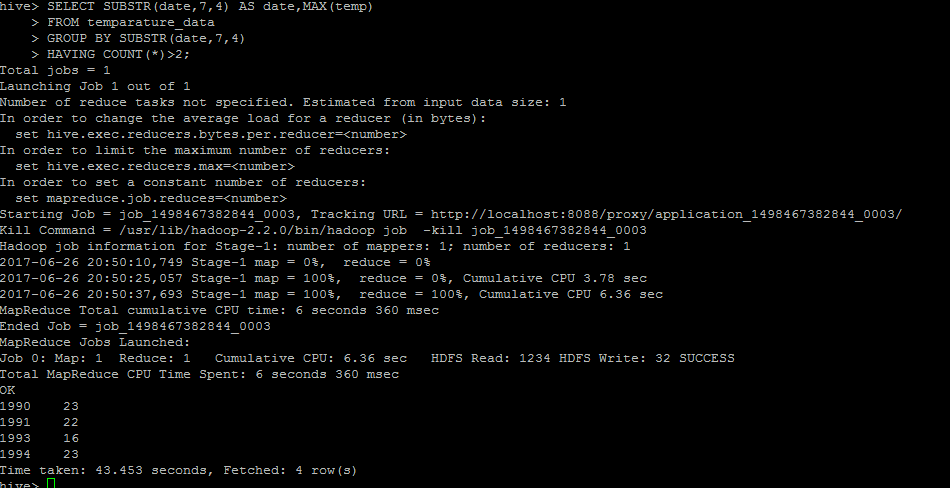 hive> SELECT SUBSTR(date,7,4) AS date,MAX(temp)
    > FROM temparature_data
    > GROUP BY SUBSTR(date,7,4)
    > HAVING COUNT(*)>2;
Total jobs = 1
Launching Job 1 out of 1
Number of reduce tasks not specified. Estimated from input data size: 1
In order to change the average load for a reducer (in bytes):
  set hive.exec.reducers.bytes.per.reducer=<number>
In order to limit the maximum number of reducers:
  set hive.exec.reducers.max=<number>
In order to set a constant number of reducers:
  set mapreduce.job.reduces=<number>
Starting Job = job_1498467382844_0003, Tracking URL = http://localhost:8088/proxy/application_1498467382844_0003/
Kill Command = /usr/lib/hadoop-2.2.0/bin/hadoop job  -kill job_1498467382844_0003
Hadoop job information for Stage-1: number of mappers: 1; number of reducers: 1
2017-06-26 20:50:10,749 Stage-1 map = 0%,  reduce = 0%
2017-06-26 20:50:25,057 Stage-1 map = 100%,  reduce = 0%, Cumulative CPU 3.78 sec
2017-06-26 20:50:37,693 Stage-1 map = 100%,  reduce = 100%, Cumulative CPU 6.36 sec
MapReduce Total cumulative CPU time: 6 seconds 360 msec
Ended Job = job_1498467382844_0003
MapReduce Jobs Launched:
Job 0: Map: 1  Reduce: 1   Cumulative CPU: 6.36 sec   HDFS Read: 1234 HDFS Write: 32 SUCCESS
Total MapReduce CPU Time Spent: 6 seconds 360 msec
OK
1990    23
1991    22
1993    16
1994    23
Time taken: 43.453 seconds, Fetched: 4 row(s)
hive>